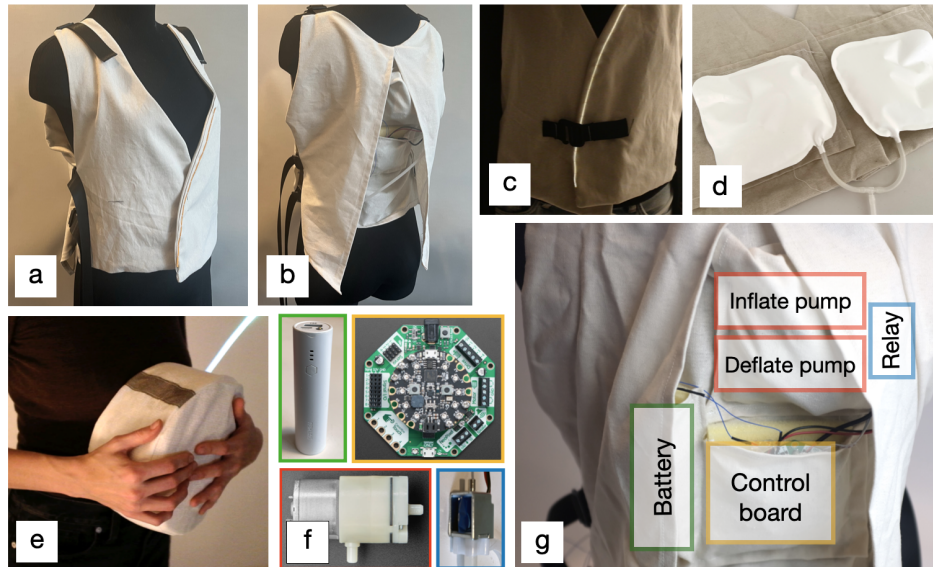 a
b
c
d
Inflate pump
Deflate pump
Relay
Battery
Control
board
e
f
g